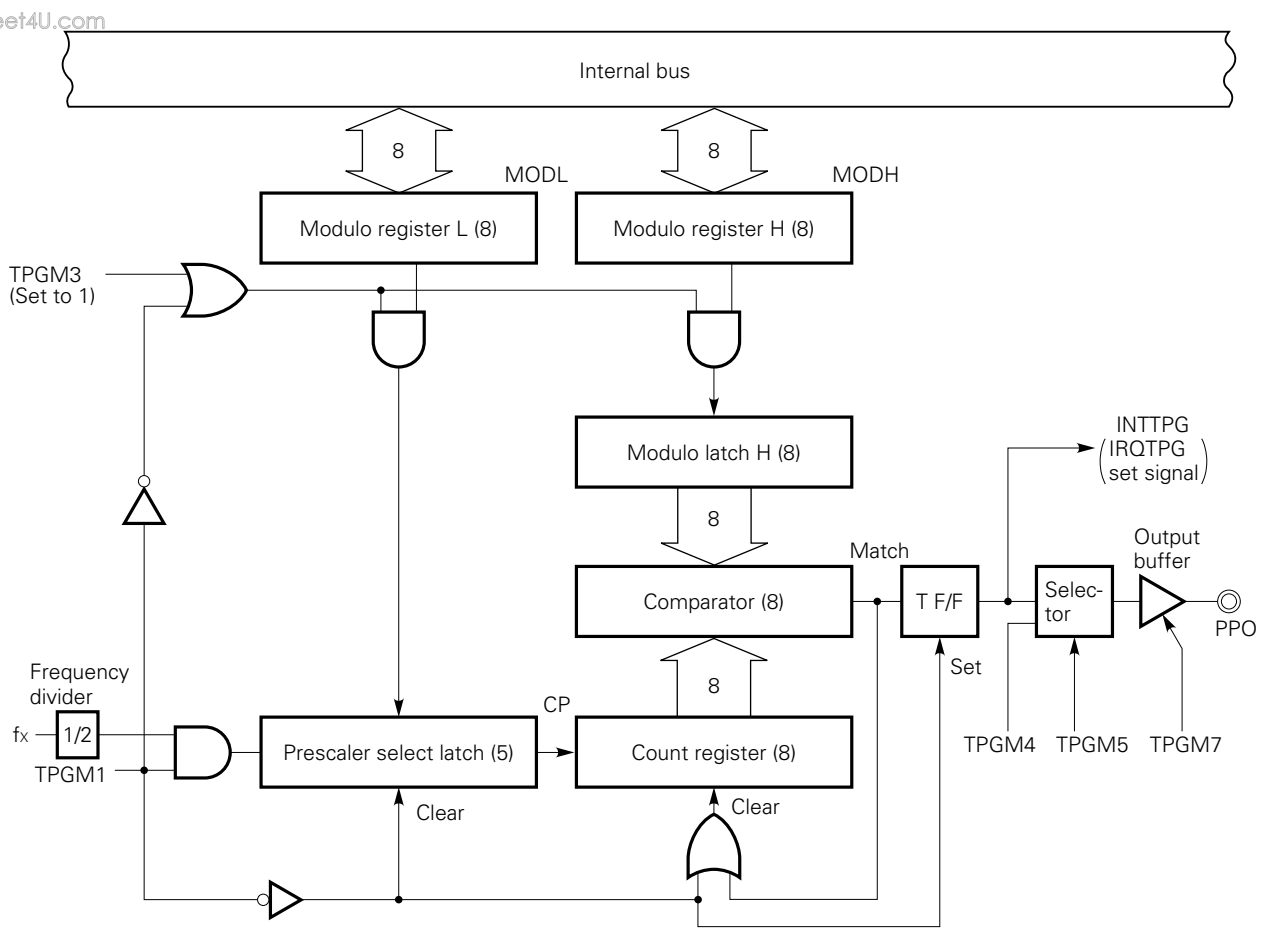 eet4U.com
Internal bus
8
8
MODL
MODH
Modulo register L (8)
Modulo register H (8)
TPGM3
(Set to 1)
Modulo latch H (8)
INTTPG
IRQTPG
set signal
8
Match
Output
buffer
Comparator (8)
T F/F
Selec-
tor
PPO
Set
8
Frequency
divider
CP
fx
1/2
Prescaler select latch (5)
Count register (8)
TPGM4
TPGM5
TPGM7
TPGM1
Clear
Clear